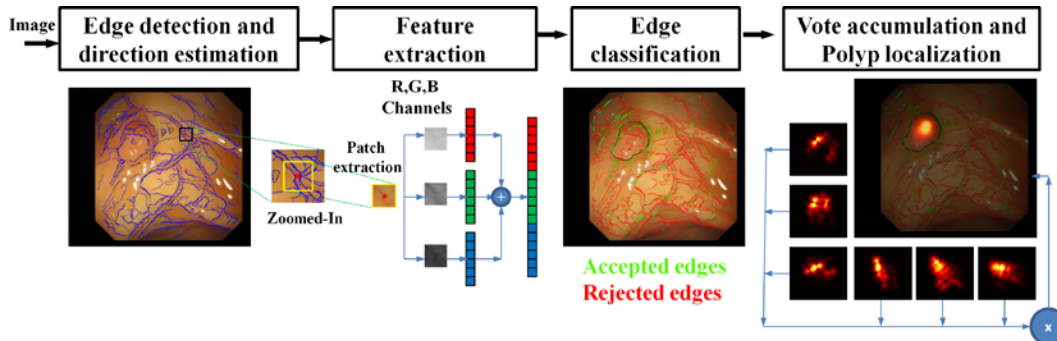 Image
Edge detection and
direction estimation
Feature
extraction
Edge
classification
Vote accumulation and
Polyp localization
R,G,B
Channels
Patch
extraction
Zoomed-In
+
Accepted edges
Rejected edges
x